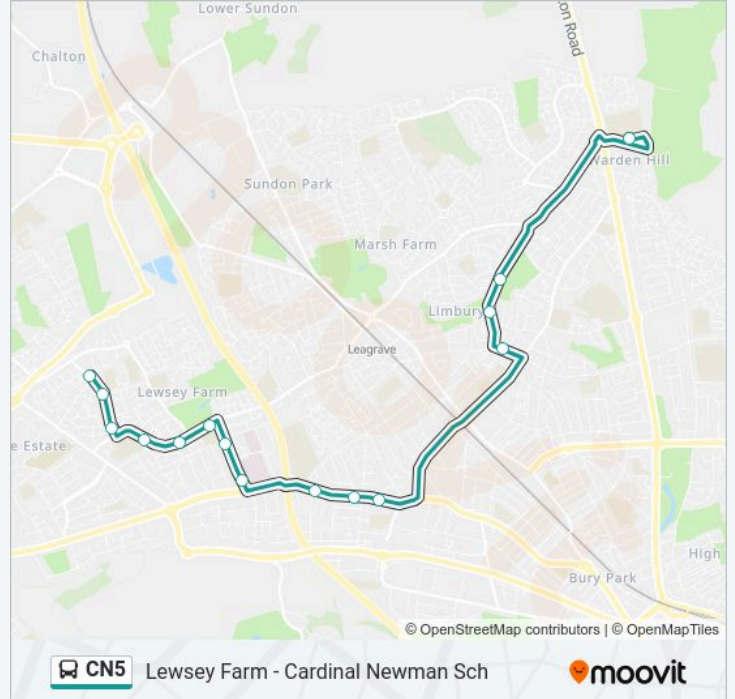 Lower Sundon
on Road
Chalton
Warden Hill
Sundon Park
Marsh Farm
Limbury
Leagrave
Lewsey Farm
e Estate
High
Bury Park
© OpenStreetMap contributors | © OpenMapTiles
CN5 Lewsey Farm - Cardinal Newman Sch
moovit